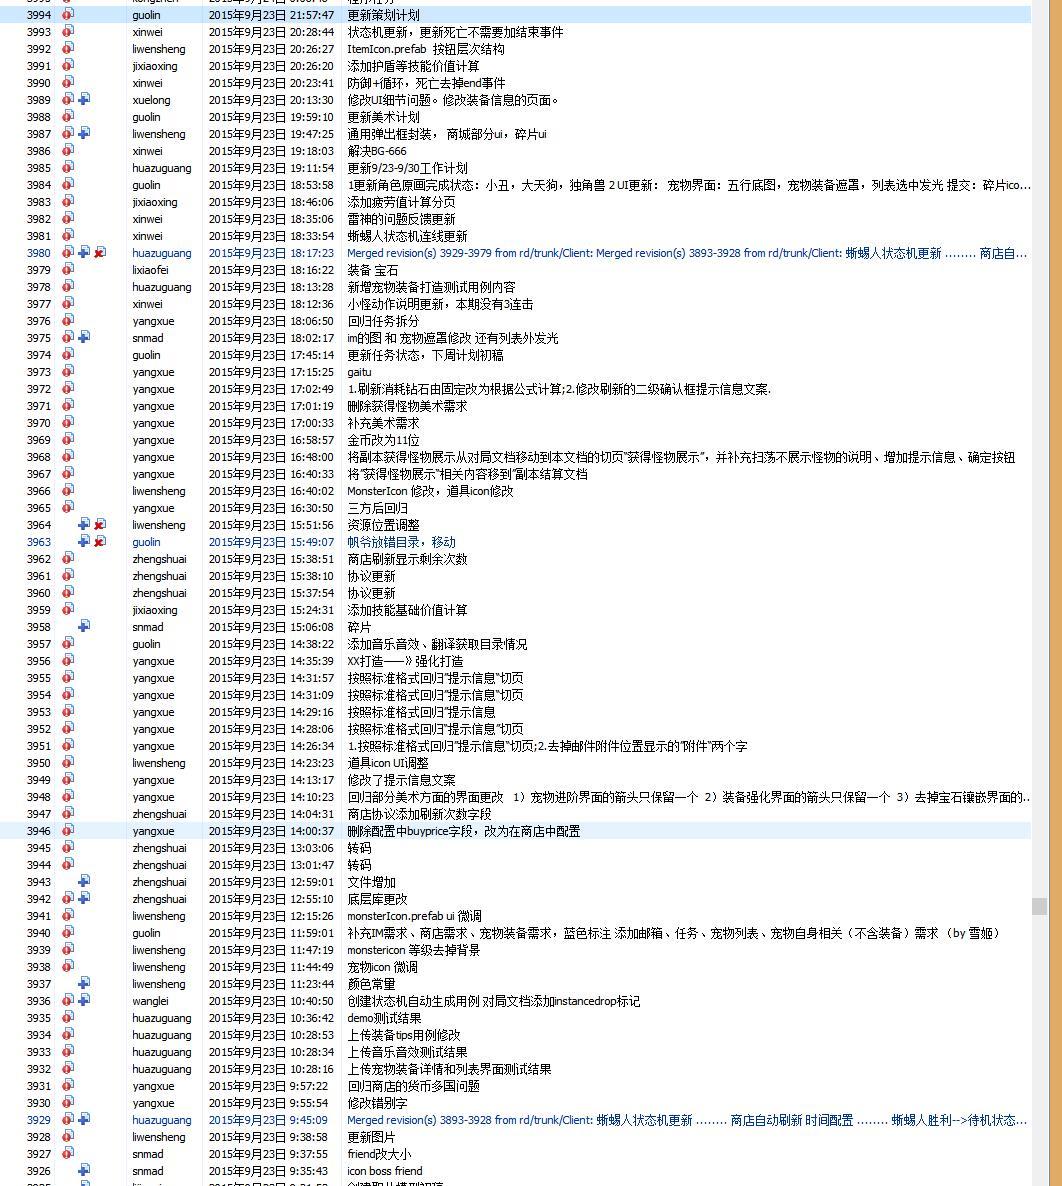 3994 guolin 2015年9月23日 21:57:47 更新策划计划
3993 xinwei 2015年9月23日 20:28:44 状态机更新，更新死亡不需要加结束事件
3992 liwensheng 2015年9月23日 20:26:27 ItemIcon.prefab 按钮层次结构
3991 jixiaoxing 2015年9月23日 20:26:20 添加护盾等技能价值计算
3990 xinwei 2015年9月23日 20:23:41 防御+循环，死亡去掉end事件
3989 xuelong 2015年9月23日 20:13:30 修改UI细节问题。修改装备信息的页面。
3988 guolin 2015年9月23日 19:59:10 更新美术计划
3987 liwensheng 2015年9月23日 19:47:25 通用弹出框封装， 商城部分ui，碎片ui
3986 xinwei 2015年9月23日 19:18:03 解决BG-666
3985 huazuguang 2015年9月23日 19:11:54 更新9/23-9/30工作计划
3984 guolin 2015年9月23日 18:53:58 1更新角色原画完成状态：小丑，大天狗，独角兽 2 UI更新： 宠物界面：五行底图，宠物装备遮罩，列表选中发光 提交：碎片ico...
3983 jixiaoxing 2015年9月23日 18:46:06 添加疲劳值计算分页
3982 xinwei 2015年9月23日 18:35:06 雷神的问题反馈更新
3981 xinwei 2015年9月23日 18:33:54 蜥蜴人状态机连线更新
3980 huazuguang 2015年9月23日 18:17:23 Merged revision(s) 3929-3979 from rd/trunk/Client: Merged revision(s) 3893-3928 from rd/trunk/Client: 蜥蜴人状态机更新 ........ 商店自...
3979 lixiaofei 2015年9月23日 18:16:22 装备 宝石
3978 huazuguang 2015年9月23日 18:13:28 新增宠物装备打造测试用例内容
3977 xinwei 2015年9月23日 18:12:36 小怪动作说明更新，本期没有3连击
3976 yangxue 2015年9月23日 18:06:50 回归任务拆分
3975 snmad 2015年9月23日 18:02:17 im的图 和 宠物遮罩修改 还有列表外发光
3974 guolin 2015年9月23日 17:45:14 更新任务状态，下周计划初稿
3973 yangxue 2015年9月23日 17:15:25 gaitu
3972 yangxue 2015年9月23日 17:02:49 1.刷新消耗钻石由固定改为根据公式计算;2.修改刷新的二级确认框提示信息文案.
3971 yangxue 2015年9月23日 17:01:19 删除获得怪物美术需求
3970 yangxue 2015年9月23日 17:00:33 补充美术需求
3969 yangxue 2015年9月23日 16:58:57 金币改为11位
3968 yangxue 2015年9月23日 16:48:00 将副本获得怪物展示从对局文档移动到本文档的切页"获得怪物展示"，并补充扫荡不展示怪物的说明、增加提示信息、确定按钮
3967 yangxue 2015年9月23日 16:40:33 将"获得怪物展示"相关内容移到"副本结算文档
3966 liwensheng 2015年9月23日 16:40:02 MonsterIcon 修改，道具icon修改
3965 yangxue 2015年9月23日 16:30:50 三方后回归
3964 liwensheng 2015年9月23日 15:51:56 资源位置调整
3963 guolin 2015年9月23日 15:49:07 帆爷放错目录，移动
3962 zhengshuai 2015年9月23日 15:38:51 商店刷新显示剩余次数
3961 zhengshuai 2015年9月23日 15:38:10 协议更新
3960 zhengshuai 2015年9月23日 15:37:54 协议更新
3959 jixiaoxing 2015年9月23日 15:24:31 添加技能基础价值计算
3958 snmad 2015年9月23日 15:06:08 碎片
3957 guolin 2015年9月23日 14:38:22 添加音乐音效、翻译获取目录情况
3956 yangxue 2015年9月23日 14:35:39 XX打造——》强化打造
3955 yangxue 2015年9月23日 14:31:57 按照标准格式回归"提示信息"切页
3954 yangxue 2015年9月23日 14:31:09 按照标准格式回归"提示信息"切页
3953 yangxue 2015年9月23日 14:29:16 按照标准格式回归"提示信息
3952 yangxue 2015年9月23日 14:28:06 按照标准格式回归"提示信息"切页
3951 yangxue 2015年9月23日 14:26:34 1.按照标准格式回归"提示信息"切页;2.去掉邮件附件位置显示的"附件"两个字
3950 liwensheng 2015年9月23日 14:23:23 道具icon UI调整
3949 yangxue 2015年9月23日 14:13:17 修改了提示信息文案
3948 yangxue 2015年9月23日 14:10:23 回归部分美术方面的界面更改 1）宠物进阶界面的箭头只保留一个 2）装备强化界面的箭头只保留一个 3）去掉宝石镶嵌界面的...
3947 zhengshuai 2015年9月23日 14:04:31 商店协议添加刷新次数字段
3946 yangxue 2015年9月23日 14:00:37 删除配置中buyprice字段，改为在商店中配置
3945 zhengshuai 2015年9月23日 13:03:06 转码
3944 zhengshuai 2015年9月23日 13:01:47 转码
3943 zhengshuai 2015年9月23日 12:59:01 文件增加
3942 zhengshuai 2015年9月23日 12:55:10 底层库更改
3941 liwensheng 2015年9月23日 12:15:26 monsterIcon.prefab ui 微调
3940 guolin 2015年9月23日 11:59:01 补充IM需求、商店需求、宠物装备需求，蓝色标注 添加邮箱、任务、宠物列表、宠物自身相关（不含装备）需求 （by 雪姬）
3939 liwensheng 2015年9月23日 11:47:19 monstericon 等级去掉背景
3938 liwensheng 2015年9月23日 11:44:49 宠物icon 微调
3937 liwensheng 2015年9月23日 11:23:44 颜色常量
3936 wanglei 2015年9月23日 10:40:50 创建状态机自动生成用例 对局文档添加instancedrop标记
3935 huazuguang 2015年9月23日 10:36:42 demo测试结果
3934 huazuguang 2015年9月23日 10:28:53 上传装备tips用例修改
3933 huazuguang 2015年9月23日 10:28:34 上传音乐音效测试结果
3932 huazuguang 2015年9月23日 10:28:16 上传宠物装备详情和列表界面测试结果
3931 yangxue 2015年9月23日 9:57:22 回归商店的货币多国问题
3930 yangxue 2015年9月23日 9:55:54 修改错别字
3929 huazuguang 2015年9月23日 9:45:09 Merged revision(s) 3893-3928 from rd/trunk/Client: 蜥蜴人状态机更新 ........ 商店自动刷新 时间配置 ........ 蜥蜴人胜利-->待机状态...
3928 liwensheng 2015年9月23日 9:38:58 更新图片
3927 snmad 2015年9月23日 9:37:55 friend改大小
3926 snmad 2015年9月23日 9:35:43 icon boss friend